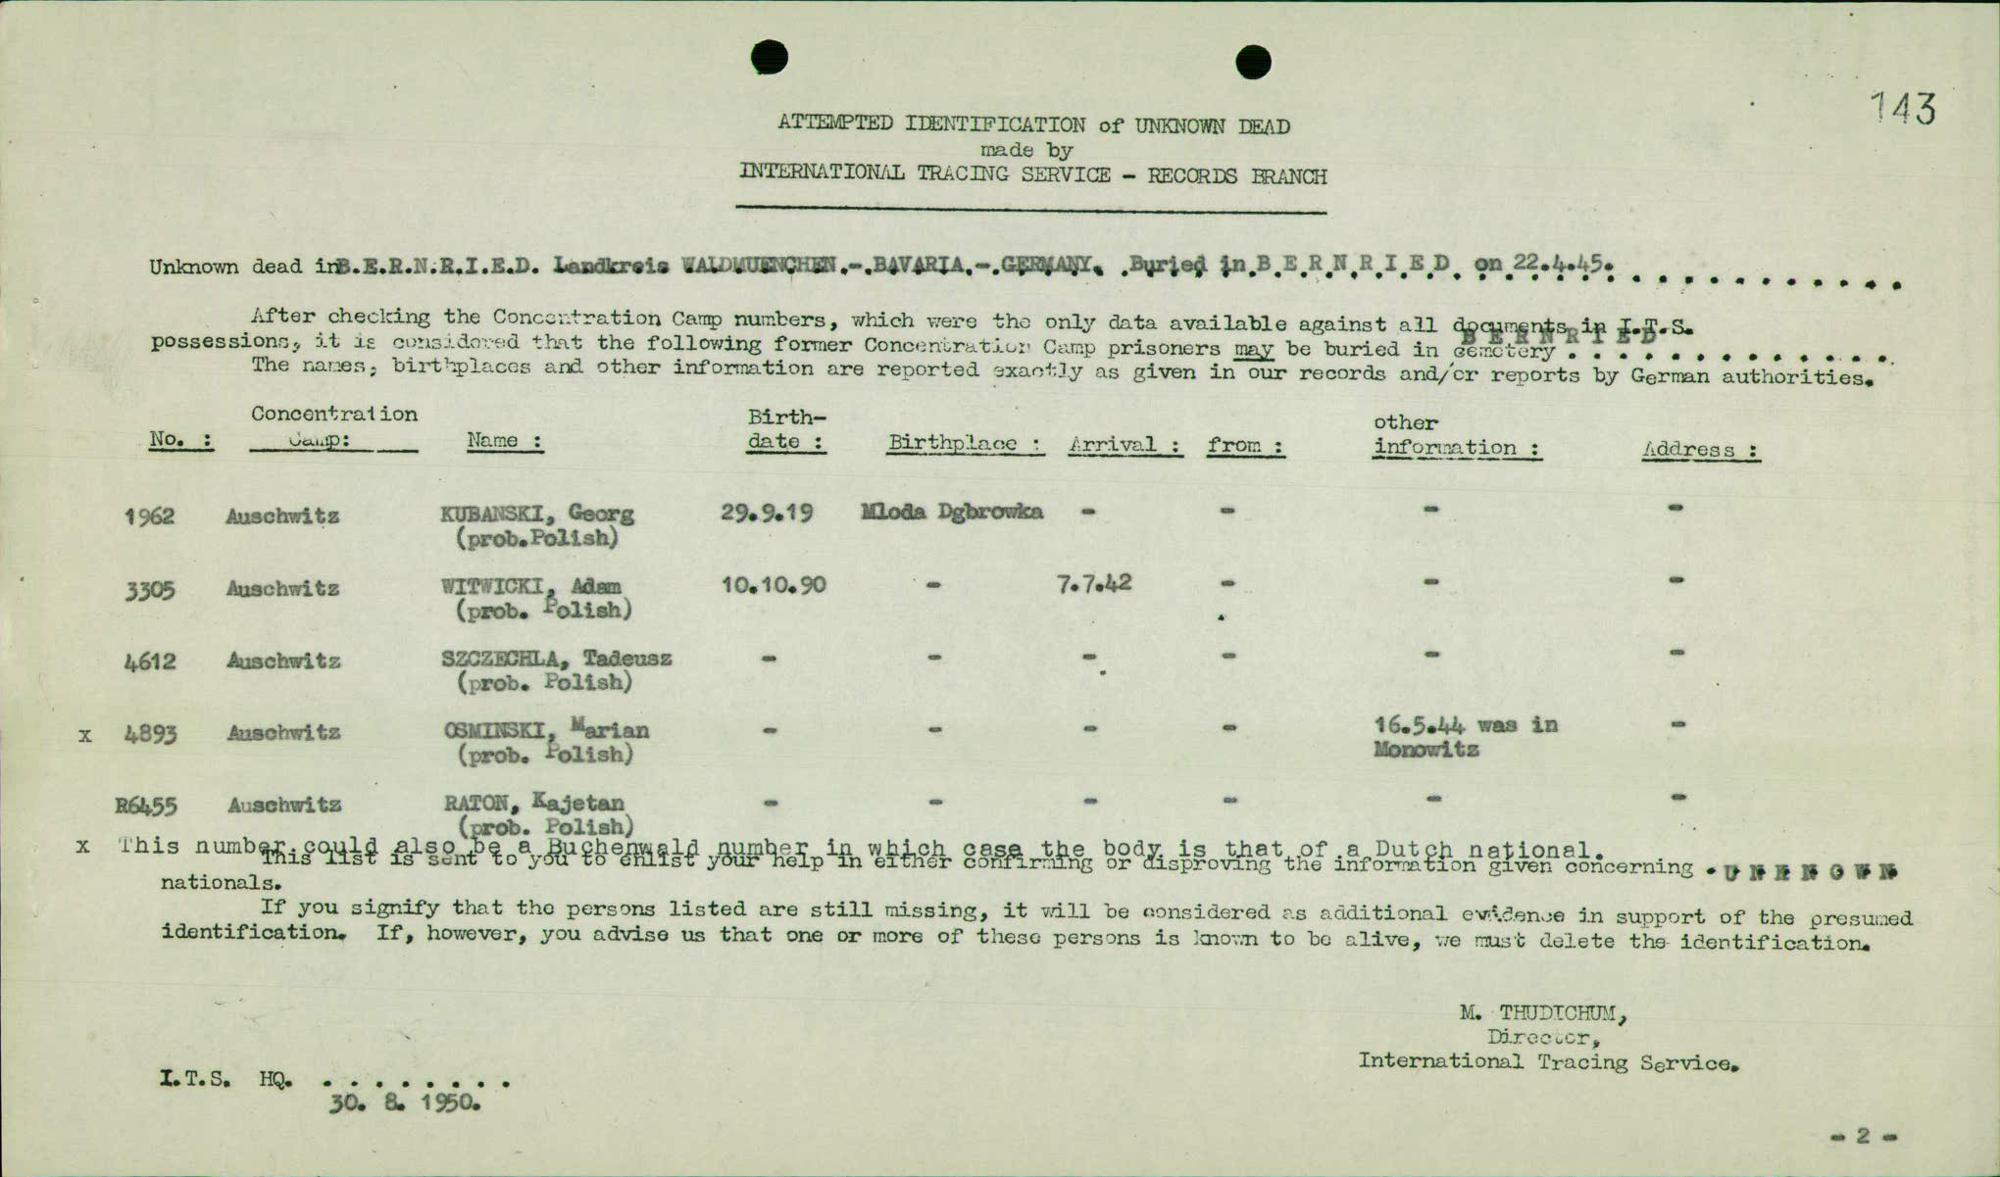 143
ATTEMPTED IDENTIFICATION of UNKNOWN DEAD
made by
INTERNATIONAL TRACING SERVICE - RECORDS BRANCH
Unknown dead in B.E.R.N.R.I.E.D. Landkreis WALDMUENCHEN.-.BAVARIA.-.GERMANY. .Buried in B.E.R.N.R.I.E.D. on 22.4.45. . . . . . . . . . . .
After checking the Concentration Camp numbers, which were the only data available against all documents in I.T.S.
possessions, it is considered that the following former Concentration Camp prisoners may be buried in cemetery B E R N R I E D . . . . . . . . . . . .
The names, birthplaces and other information are reported exactly as given in our records and/or reports by German authorities.
No. : Concentration Camp: Name : Birth-date : Birthplace : Arrival : from : other information : Address :
1962 Auschwitz KUBANSKI, Georg 29.9.19 Mloda Dgbrowka - - - -
(prob.Polish)
3305 Auschwitz WITWICKI, Adam 10.10.90 - 7.7.42 - - -
(prob. Polish)
4612 Auschwitz SZCZECHLA, Tadeusz - - - - - -
(prob. Polish)
x 4893 Auschwitz OSMINSKI, Marian - - - - 16.5.44 was in -
(prob. Polish) Monowitz
R6455 Auschwitz RATON, Kajetan - - - - - -
(prob. Polish)
x This number could also be a Buchenwald number in which case the body is that of a Dutch national.
This list is sent to you to enlist your help in either confirming or disproving the information given concerning . U N K N O W N
nationals.
If you signify that the persons listed are still missing, it will be considered as additional evidence in support of the presumed
identification. If, however, you advise us that one or more of these persons is known to be alive, we must delete the identification.
M. THUDICHUM,
Director,
International Tracing Service.
I.T.S. HQ. . . . . . . . .
30. 8. 1950.
- 2 -